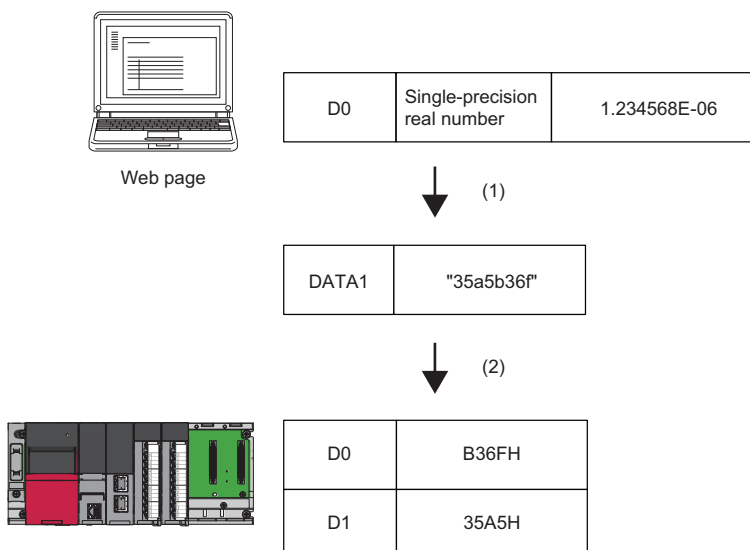 D0
Single-precision
real number
1.234568E-06
Web page
(1)
DATA1
"35a5b36f"
(2)
D0
B36FH
D1
35A5H